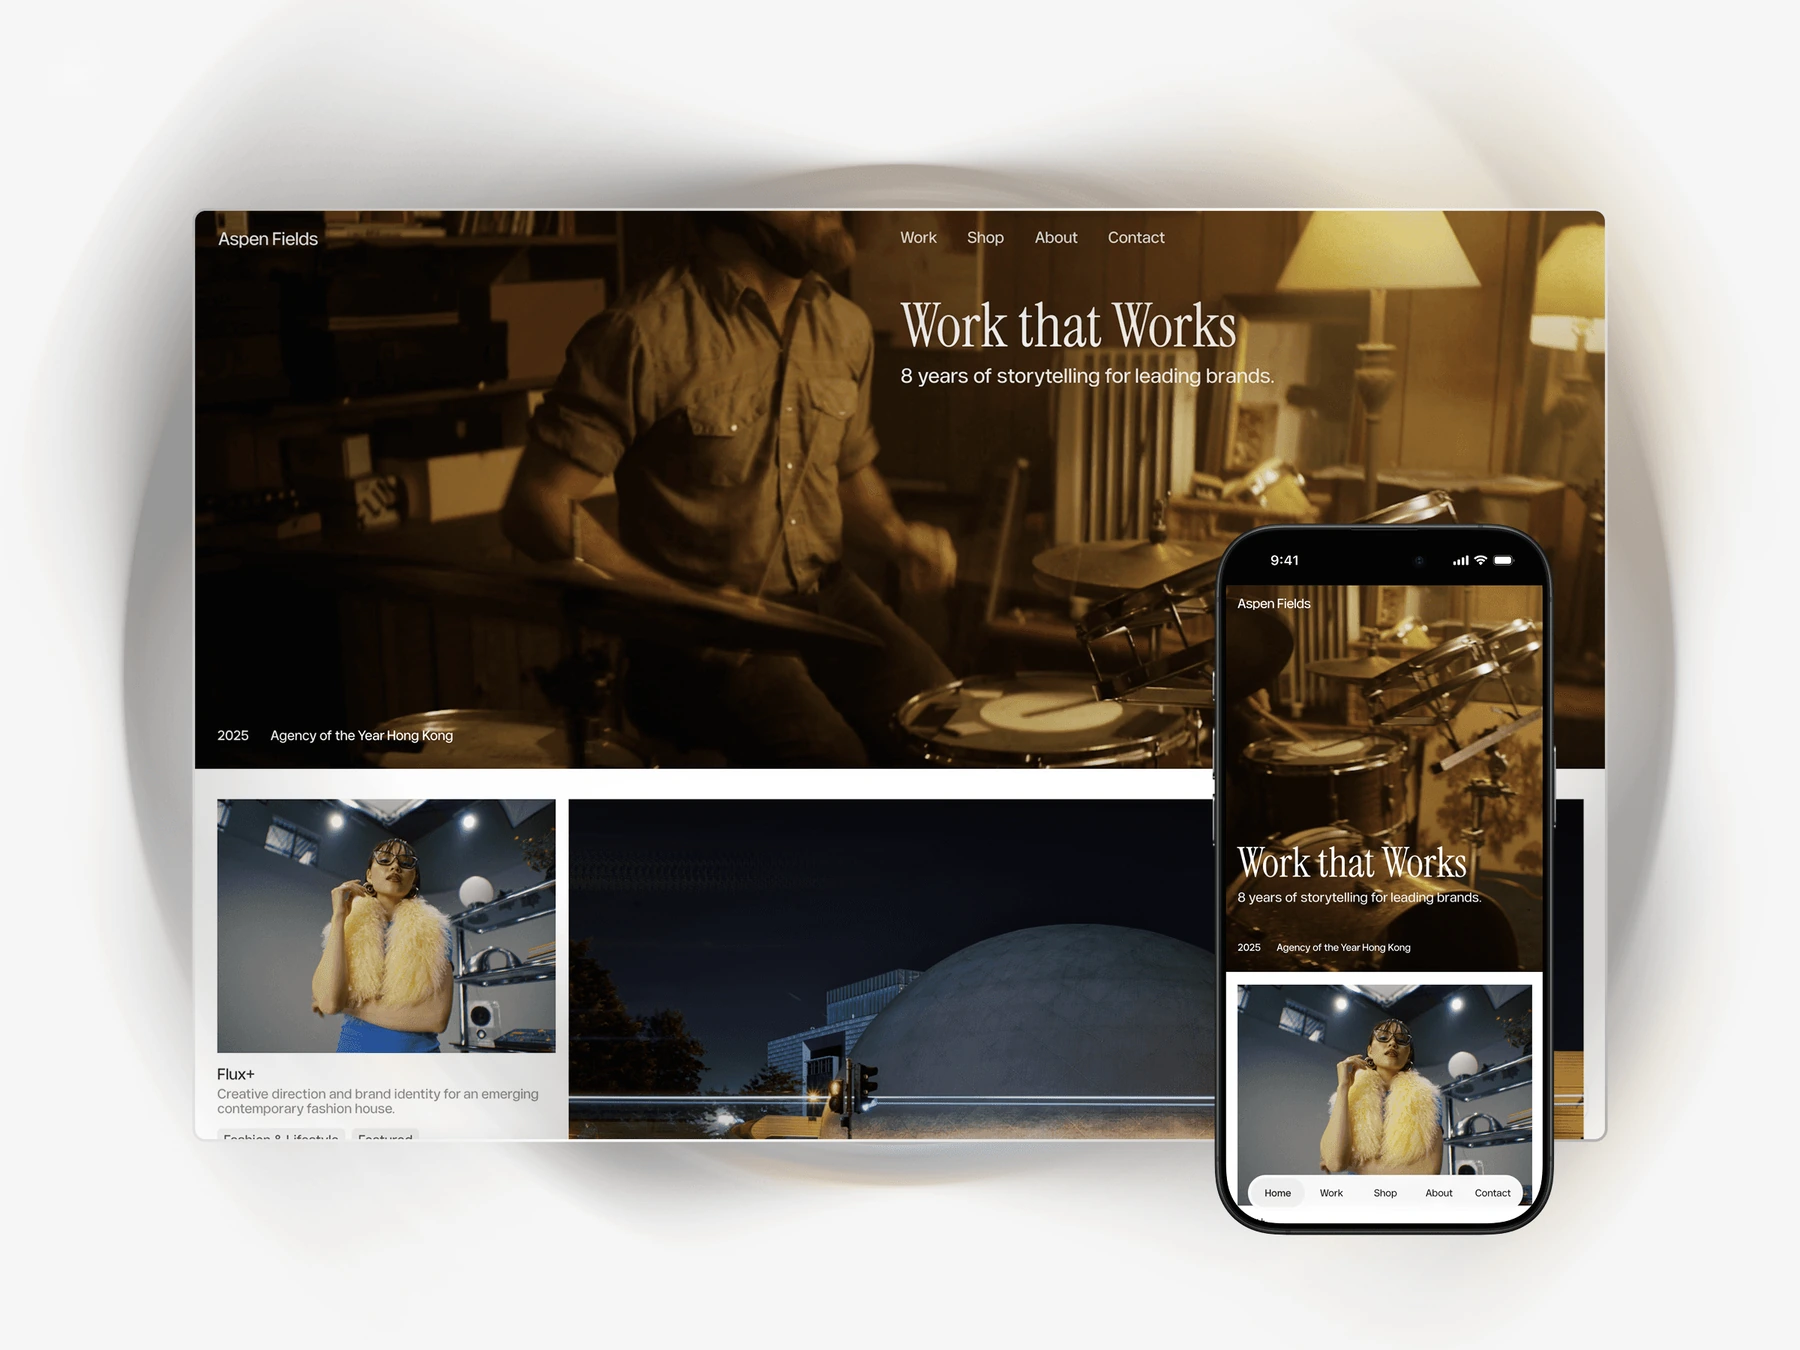 Aspen Fields
Work Shop About Contact
Work that Works
8 years of storytelling for leading brands.
2025 Agency of the Year Hong Kong
Flux+
Creative direction and brand identity for an emerging
contemporary fashion house.
Fashion & Lifestyle Featured
9:41
Aspen Fields
Work that Works
8 years of storytelling for leading brands.
2025 Agency of the Year Hong Kong
Home Work Shop About Contact